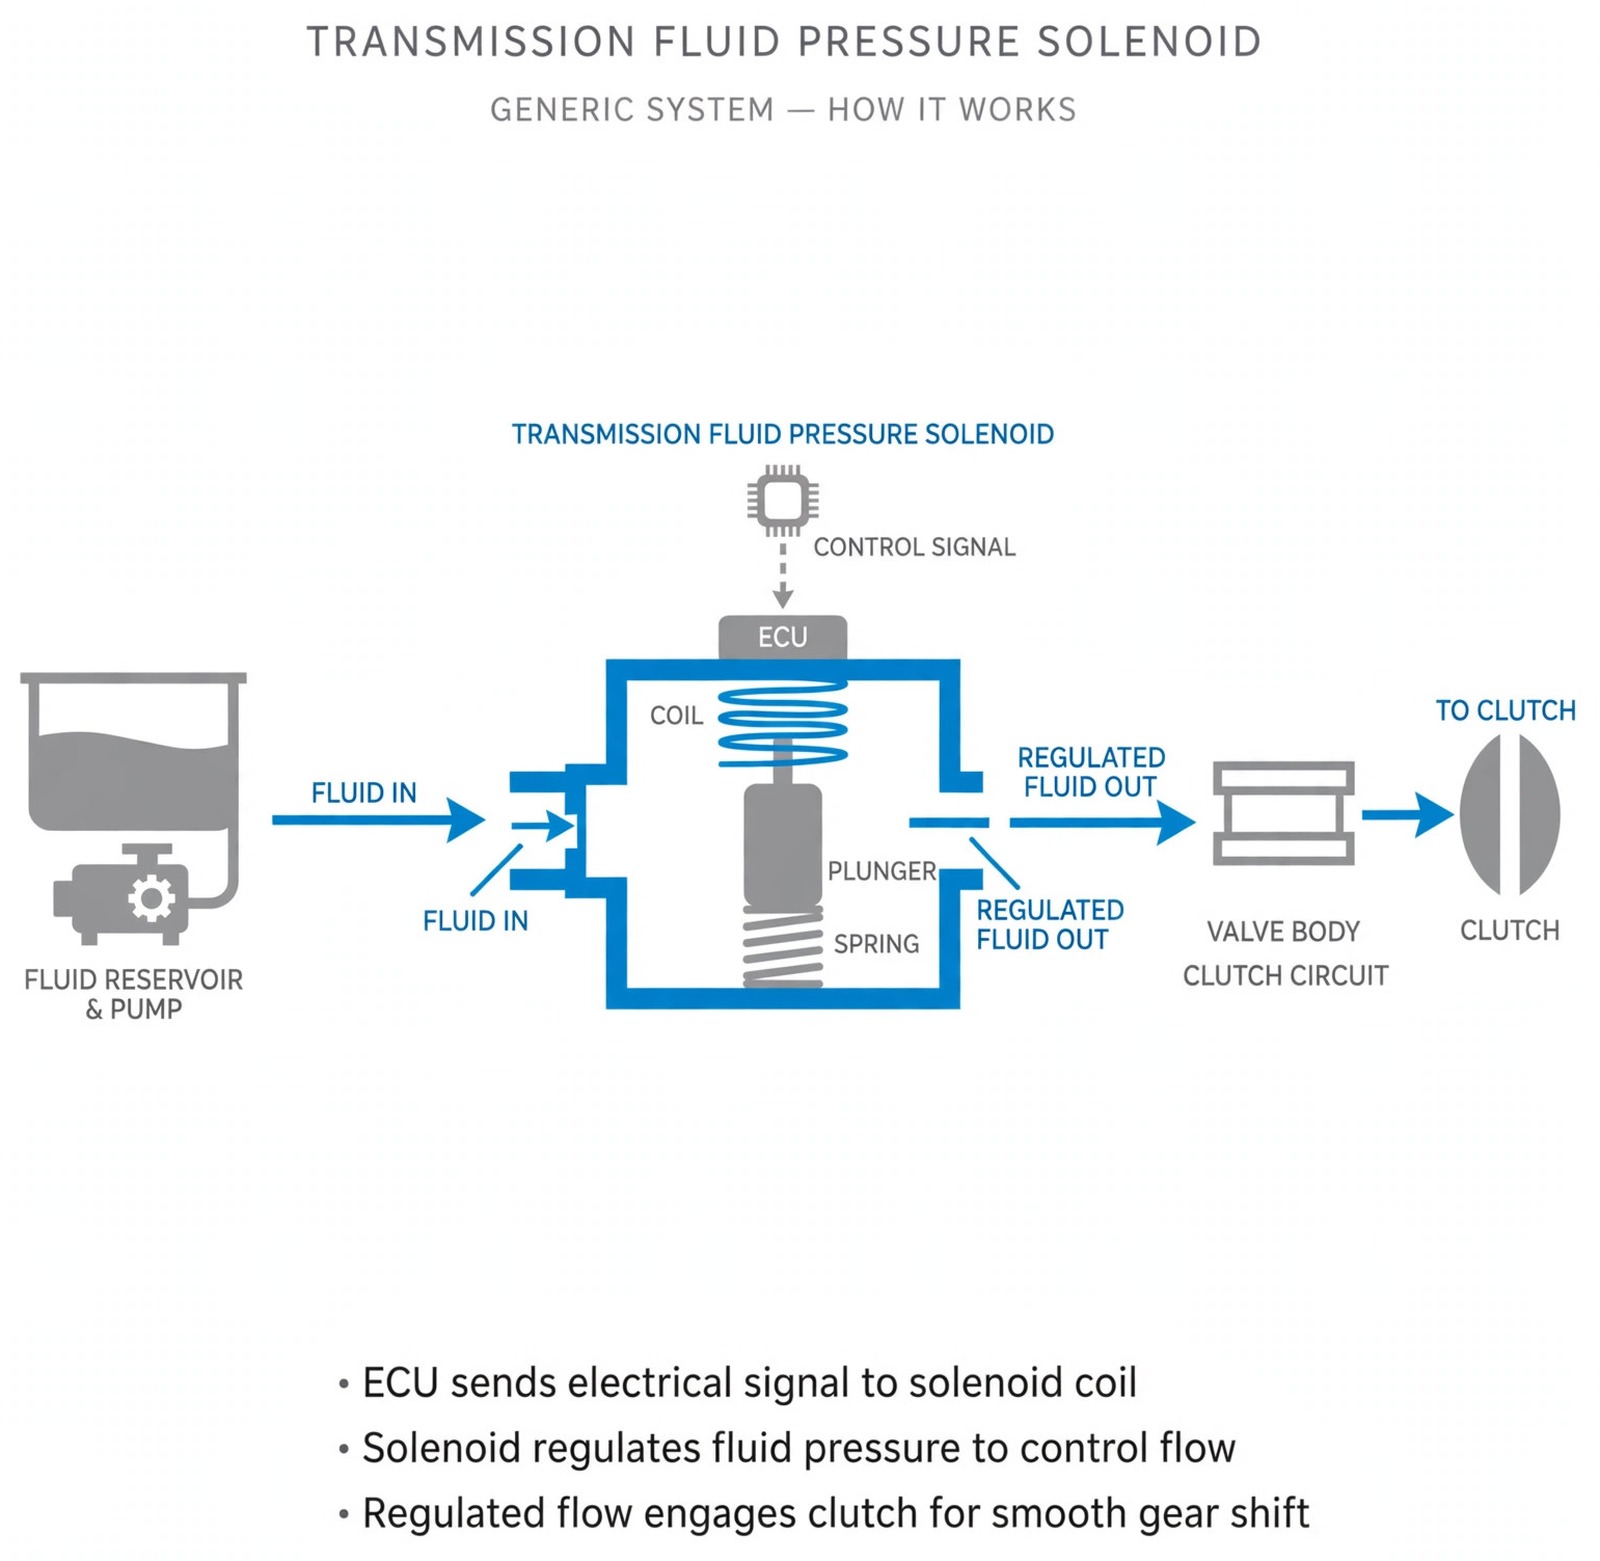 TRANSMISSION FLUID PRESSURE SOLENOID
GENERIC SYSTEM — HOW IT WORKS
TRANSMISSION FLUID PRESSURE SOLENOID
CONTROL SIGNAL
ECU
COIL
FLUID IN
FLUID IN
PLUNGER
SPRING
REGULATED
FLUID OUT
REGULATED
FLUID OUT
TO CLUTCH
FLUID RESERVOIR
& PUMP
VALVE BODY
CLUTCH CIRCUIT
CLUTCH
• ECU sends electrical signal to solenoid coil
• Solenoid regulates fluid pressure to control flow
• Regulated flow engages clutch for smooth gear shift